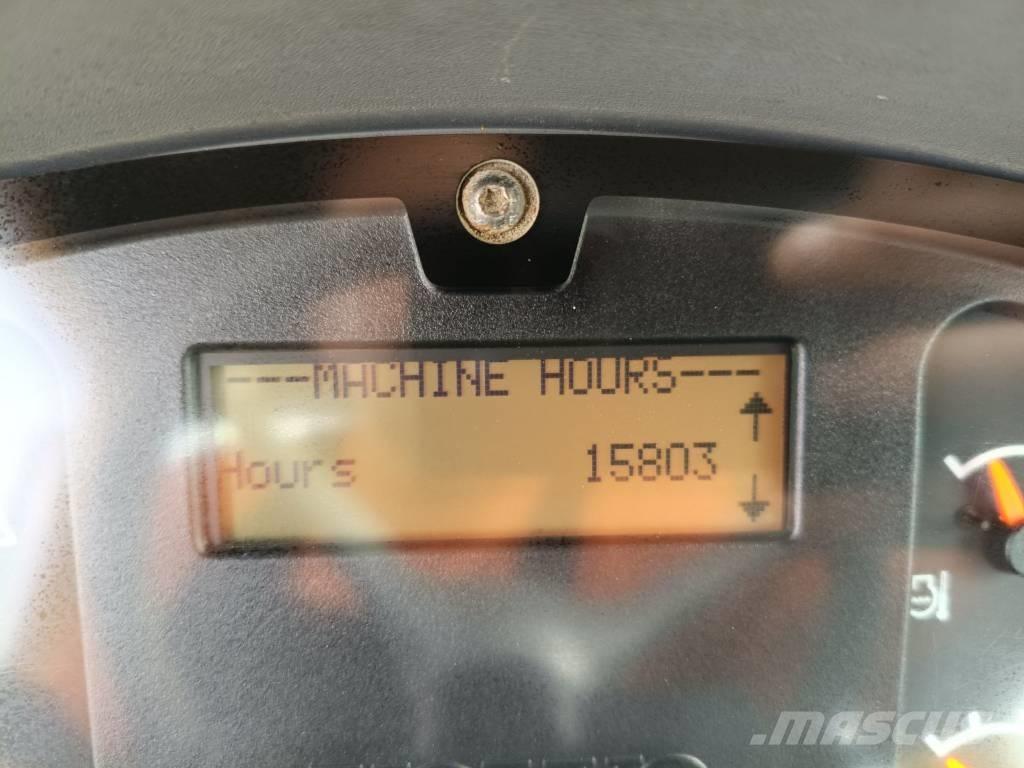 ----MACHINE HOURS---
Hours 15803
MASCUS